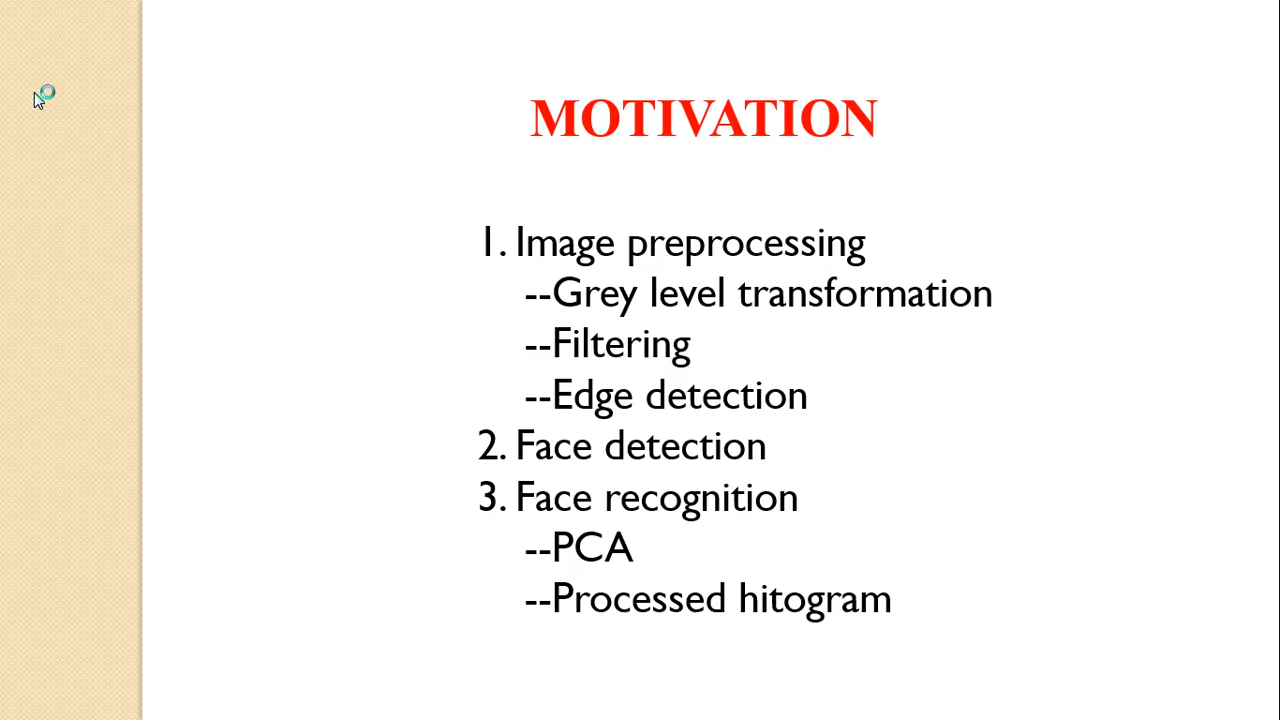 MOTIVATION
1. Image preprocessing
--Grey level transformation
--Filtering
--Edge detection
2. Face detection
3. Face recognition
--PCA
--Processed hitogram